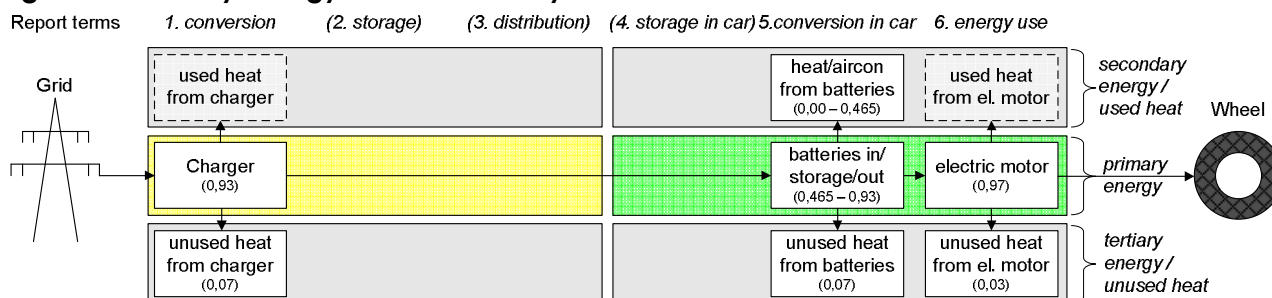 Report terms
1. conversion
(2. storage)
(3. distribution)
(4. storage in car)
5.conversion in car
6. energy use
Grid
used heat
from charger
heat/aircon
from batteries
(0,00 – 0,465)
used heat
from el. motor
secondary
energy /
used heat
Wheel
Charger
(0,93)
batteries in/
storage/out
(0,465 – 0,93)
electric motor
(0,97)
primary
energy
unused heat
from charger
(0,07)
unused heat
from batteries
(0,07)
unused heat
from el. motor
(0,03)
tertiary
energy /
unused heat